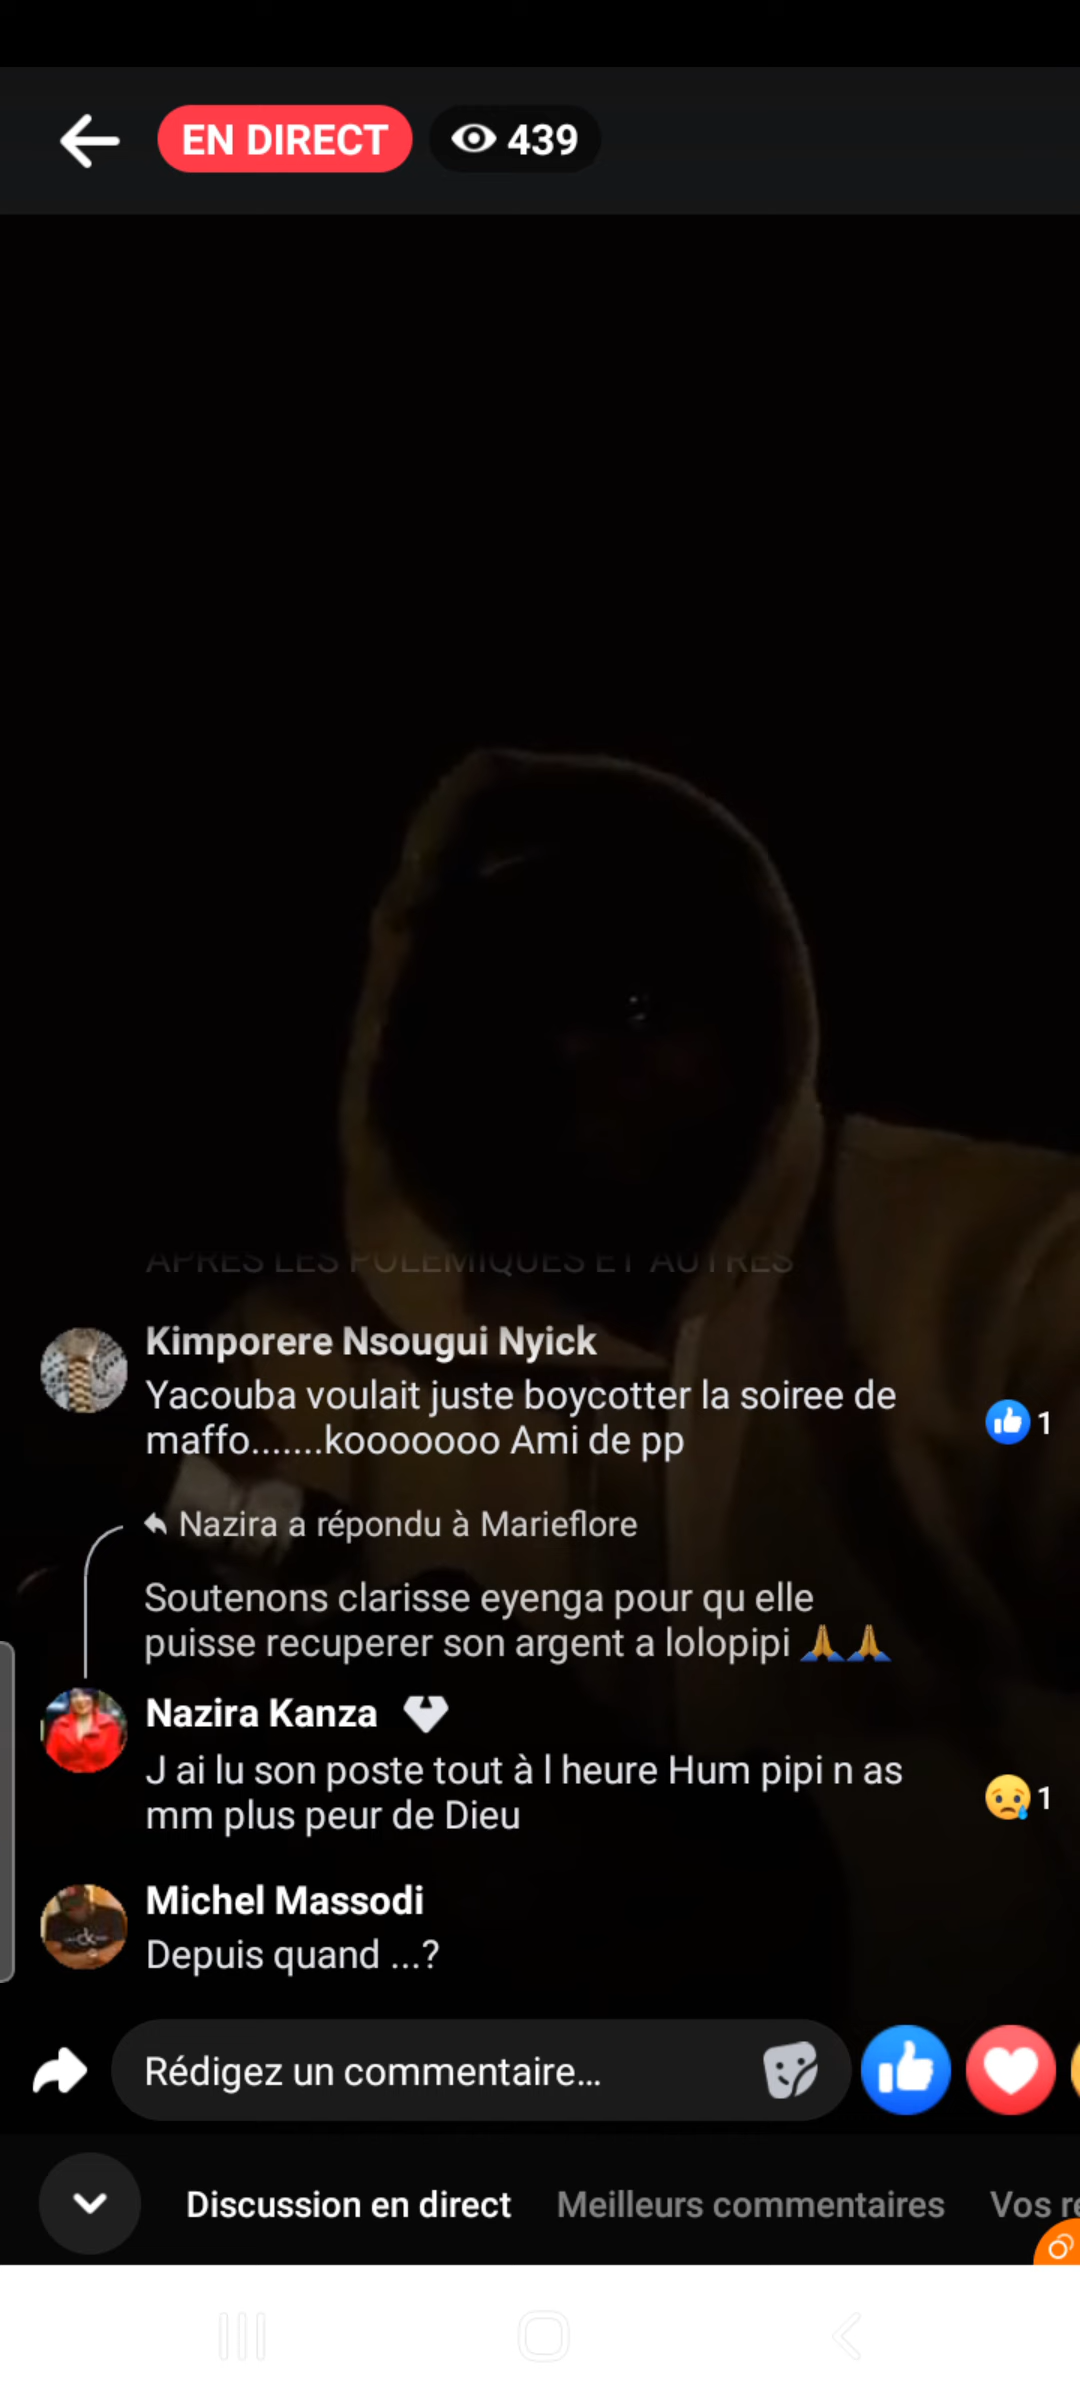 EN DIRECT
439
APRES LES POLEMIQUES ET AUTRES
Kimporere Nsougui Nyick
Yacouba voulait juste boycotter la soiree de
maffo.......kooooooo Ami de pp
1
Nazira a répondu à Marieflore
Soutenons clarisse eyenga pour qu elle
puisse recuperer son argent a lolopipi 🙏🙏
Nazira Kanza
J ai lu son poste tout à l heure Hum pipi n as
mm plus peur de Dieu
1
Michel Massodi
Depuis quand ...?
Rédigez un commentaire...
Discussion en direct
Meilleurs commentaires
Vos re